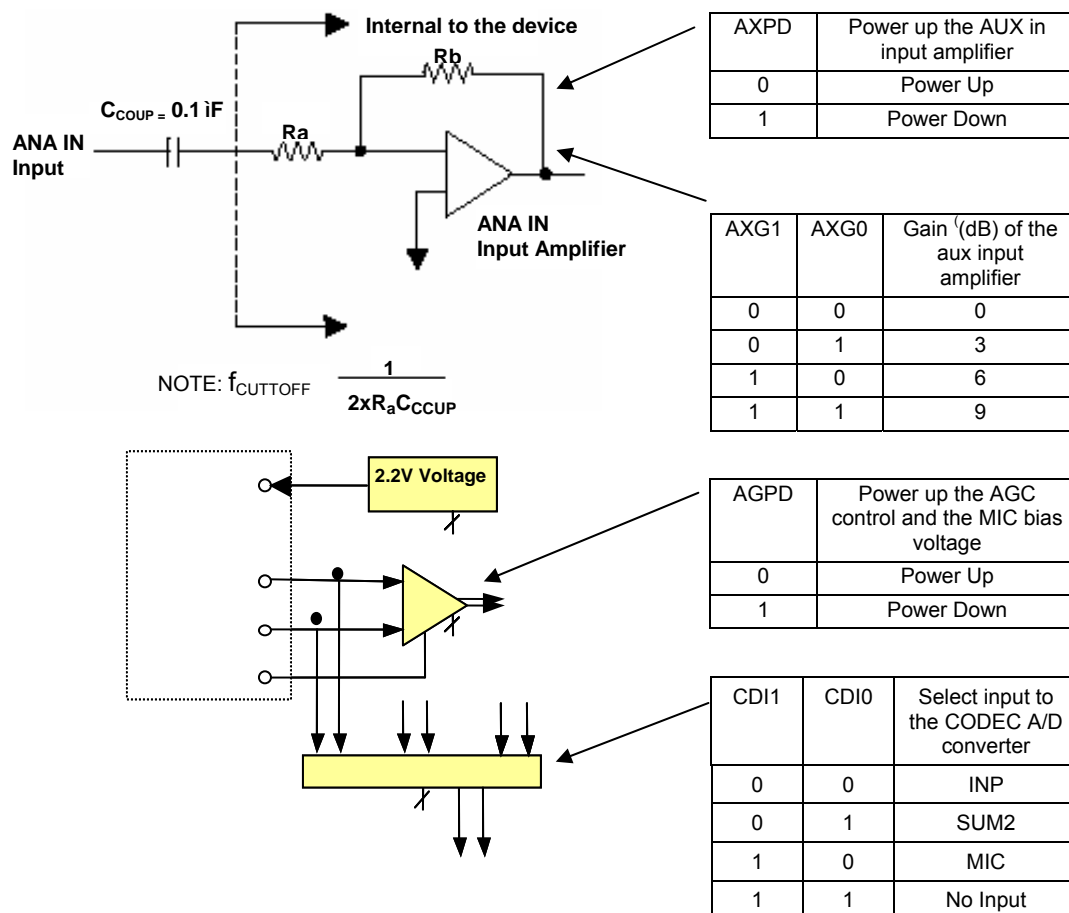 Internal to the device
Rb
C COUP = 0.1 ìF
ANA IN
Input
Ra
ANA IN
Input Amplifier
NOTE: fCUTTOFF 1
2xRaCCCUP
AXPD Power up the AUX in
input amplifier
0 Power Up
1 Power Down
AXG1 AXG0 Gain ((dB) of the
aux input
amplifier
0 0 0
0 1 3
1 0 6
1 1 9
2.2V Voltage
AGPD Power up the AGC
control and the MIC bias
voltage
0 Power Up
1 Power Down
CDI1 CDI0 Select input to
the CODEC A/D
converter
0 0 INP
0 1 SUM2
1 0 MIC
1 1 No Input